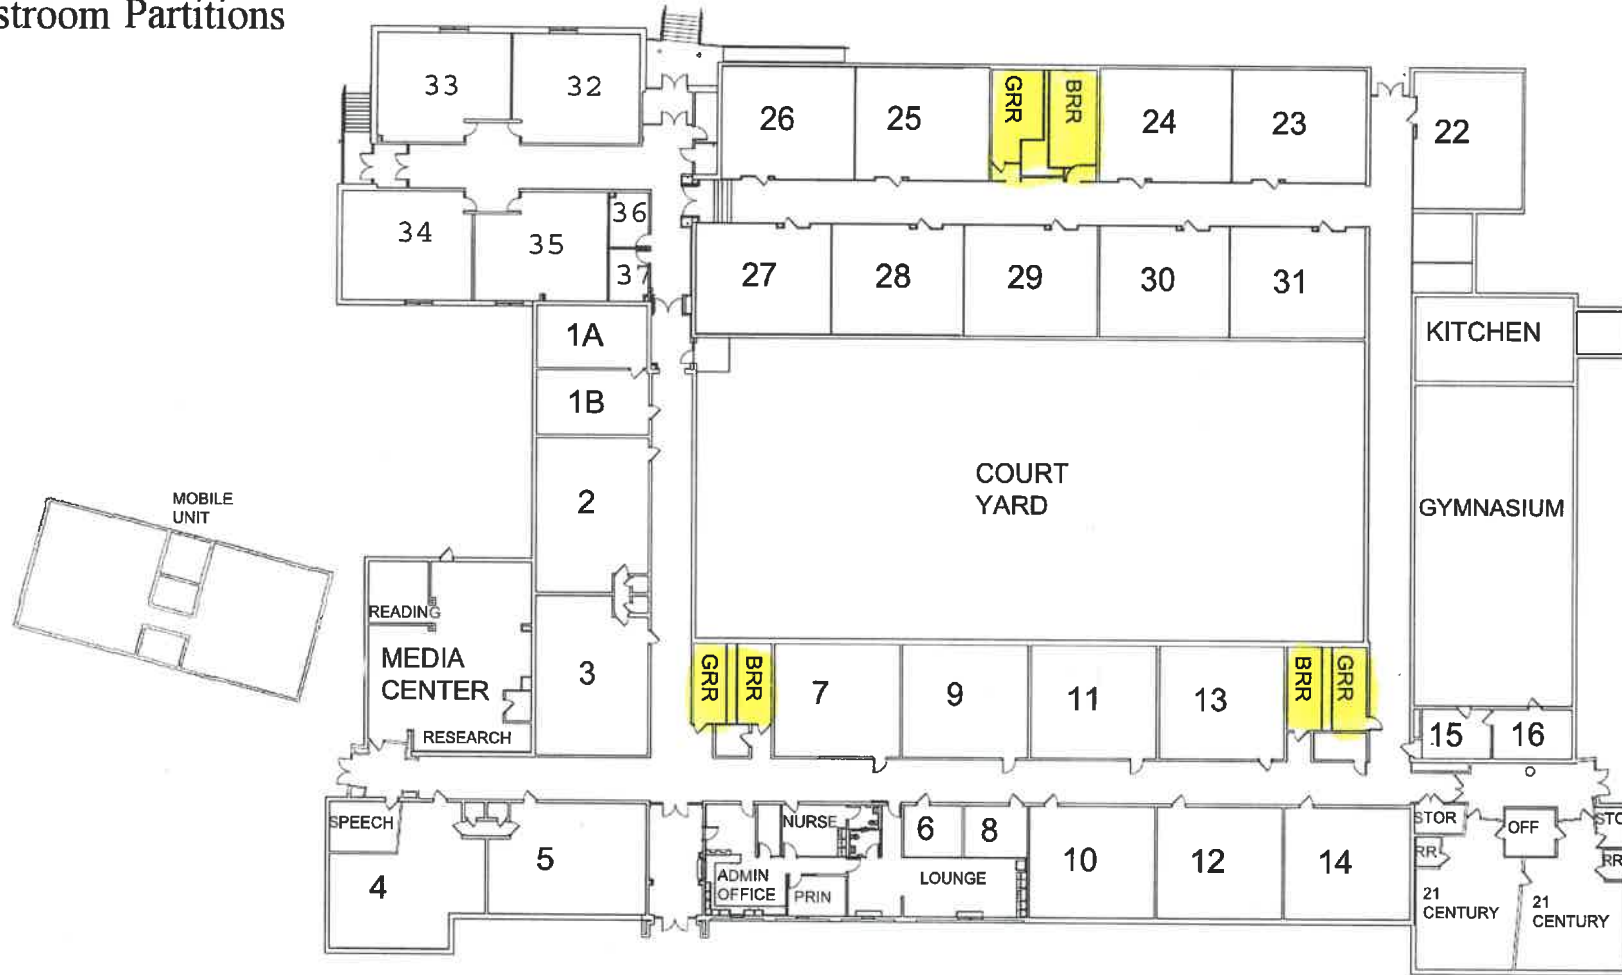 stroom Partitions
33
32
26
25
GRR
BRR
24
23
22
34
35
36
37
27
28
29
30
31
1A
1B
2
KITCHEN
COURT
YARD
GYMNASIUM
MOBILE
UNIT
READING
MEDIA
CENTER
RESEARCH
3
GRR
BRR
7
9
11
13
BRR
GRR
15
16
SPEECH
4
5
NURSE
ADMIN
OFFICE
PRIN
6
8
LOUNGE
10
12
14
STOR
OFF
STO
RR
RR
21
CENTURY
21
CENTURY